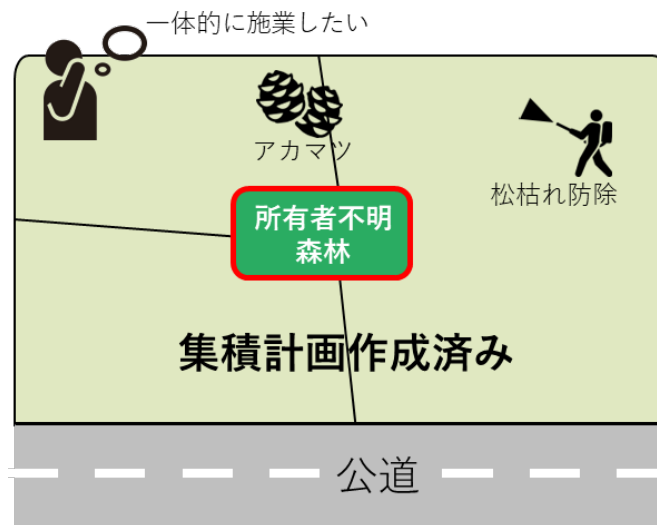 一体的に施業したい
アカマツ
松枯れ防除
所有者不明
森林
集積計画作成済み
公道